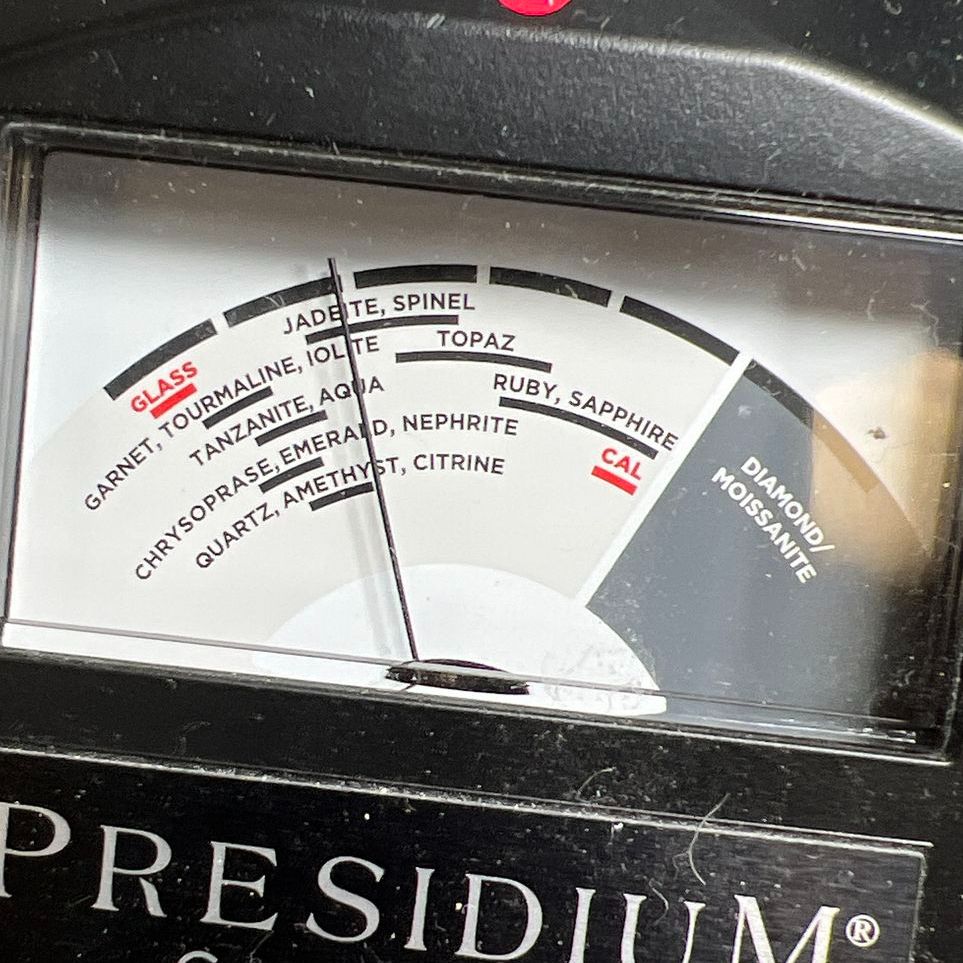 JADEITE, SPINEL
TOPAZ
GLASS
GARNET, TOURMALINE, IOLITE
RUBY, SAPPHIRE
TANZANITE, AQUA
CAL
CHRYSOPRASE, EMERALD, NEPHRITE
QUARTZ, AMETHYST, CITRINE
DIAMOND/
MOISSANITE
PRESIDIUM®